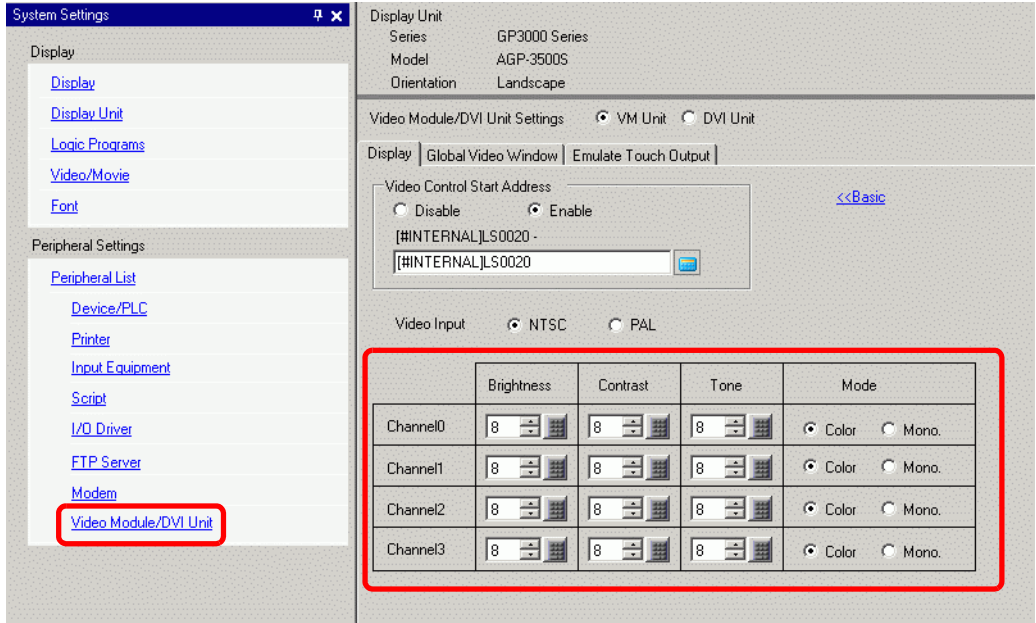 System Settings
Display
Display
Display Unit
Logic Programs
Video/Movie
Font
Peripheral Settings
Peripheral List
Device/PLC
Printer
Input Equipment
Script
I/O Driver
FTP Server
Modem
Video Module/DVI Unit
Display Unit
Series GP3000 Series
Model AGP-3500S
Orientation Landscape
Video Module/DVI Unit Settings VM Unit DVI Unit
Display Global Video Window Emulate Touch Output
Video Control Start Address
Disable Enable
<<Basic
[#INTERNAL]LS0020 -
[#INTERNAL]LS0020
Video Input NTSC PAL
Brightness Contrast Tone Mode
Channel0 8 8 8 Color Mono.
Channel1 8 8 8 Color Mono.
Channel2 8 8 8 Color Mono.
Channel3 8 8 8 Color Mono.